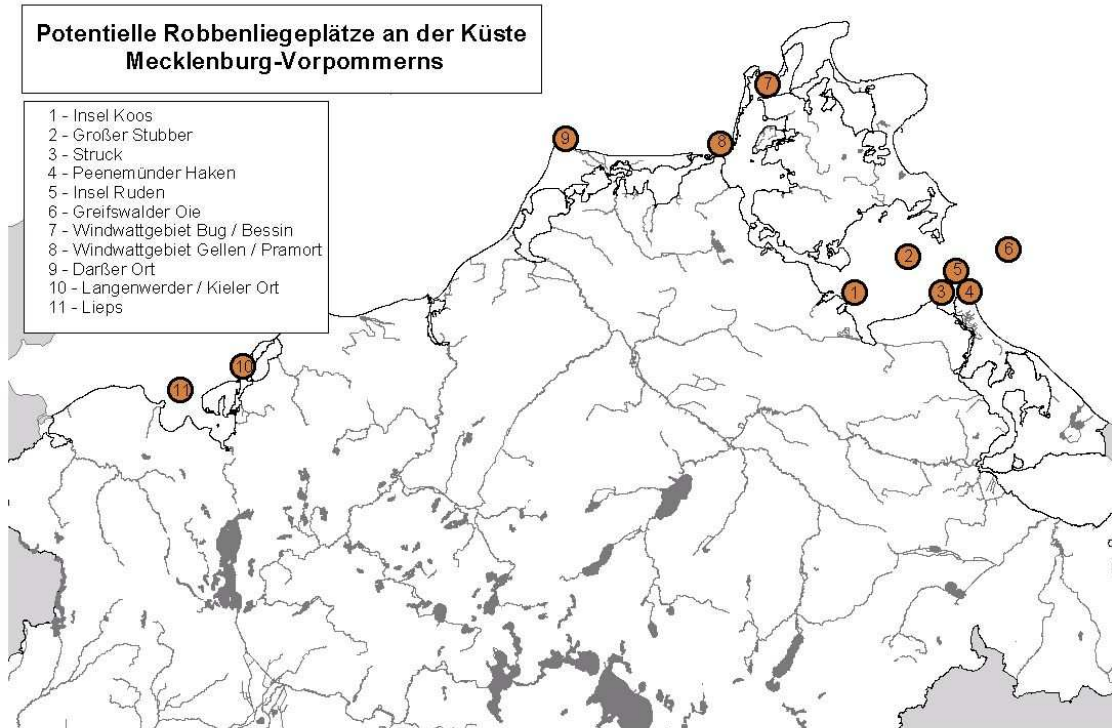 Potentielle Robbenliegeplätze an der Küste
Mecklenburg-Vorpommerns
1 - Insel Koos
2 - Großer Stubber
3 - Struck
4 - Peenemünder Haken
5 - Insel Ruden
6 - Greifswalder Oie
7 - Windwattgebiet Bug / Bessin
8 - Windwattgebiet Gellen / Pramort
9 - Darßer Ort
10 - Langenwerder / Kieler Ort
11 - Lieps
7
9
8
6
2
5
1
3
4
10
11